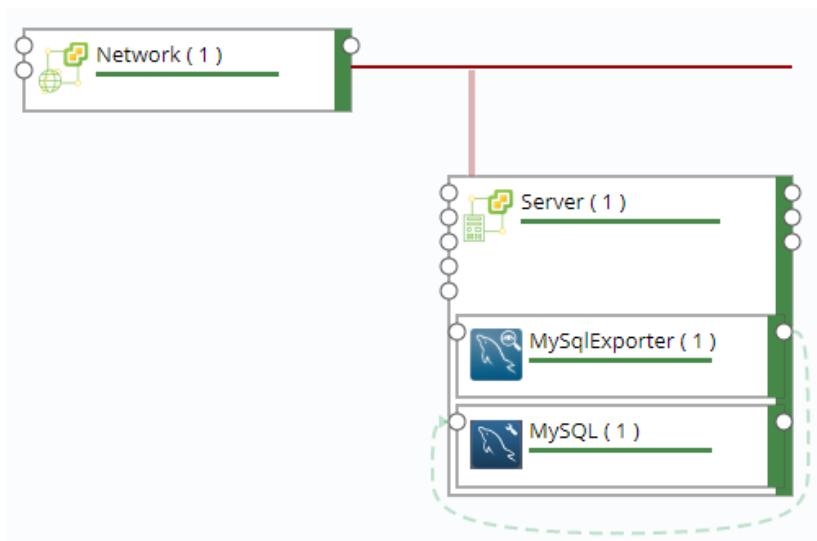 Network ( 1 )
Server ( 1 )
MySqlExporter ( 1 )
MySQL ( 1 )